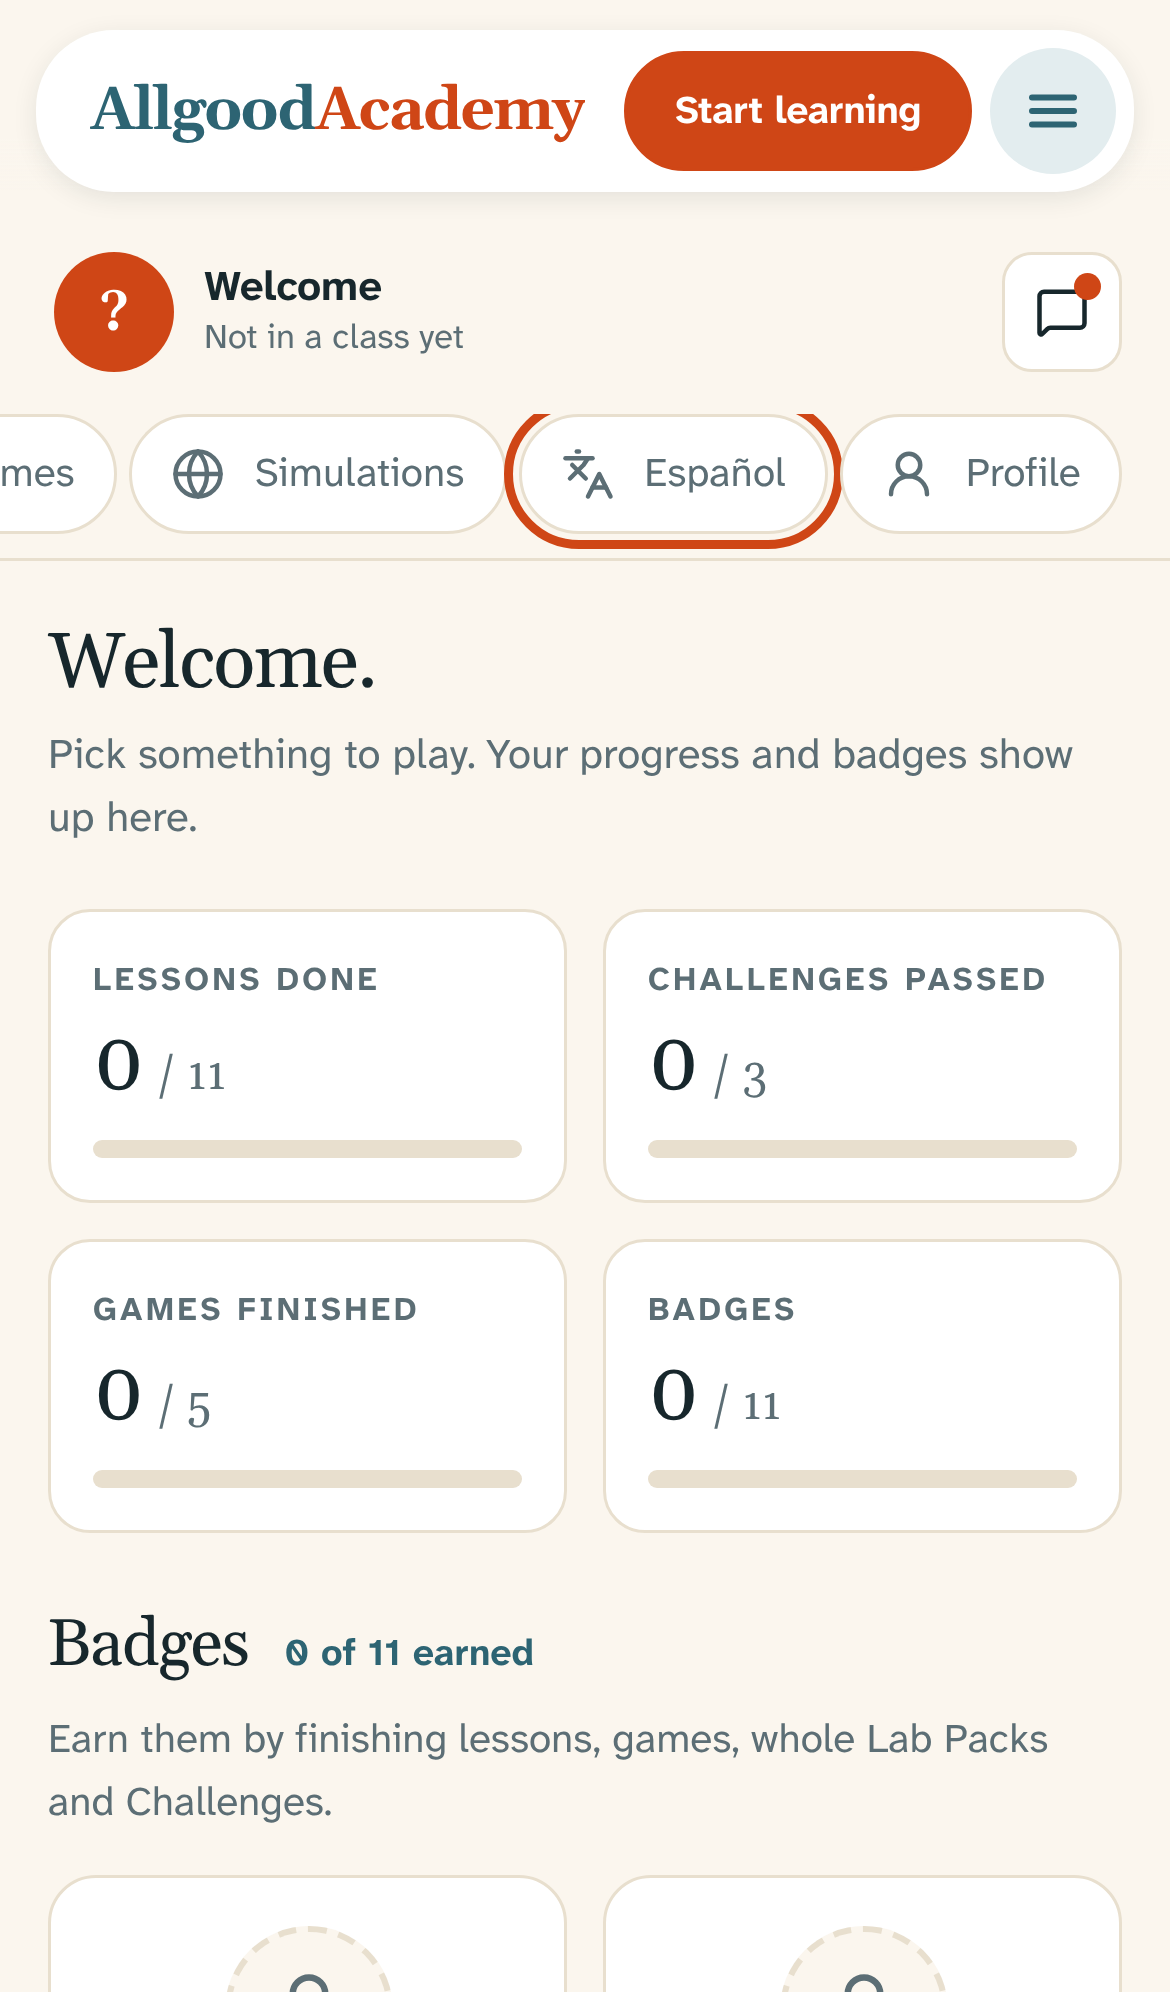 AllgoodAcademy
Start learning
?
Welcome
Not in a class yet
mes
Simulations
Español
Profile
Welcome.
Pick something to play. Your progress and badges show
up here.
LESSONS DONE
0 / 11
CHALLENGES PASSED
0 / 3
GAMES FINISHED
0 / 5
BADGES
0 / 11
Badges
0 of 11 earned
Earn them by finishing lessons, games, whole Lab Packs
and Challenges.